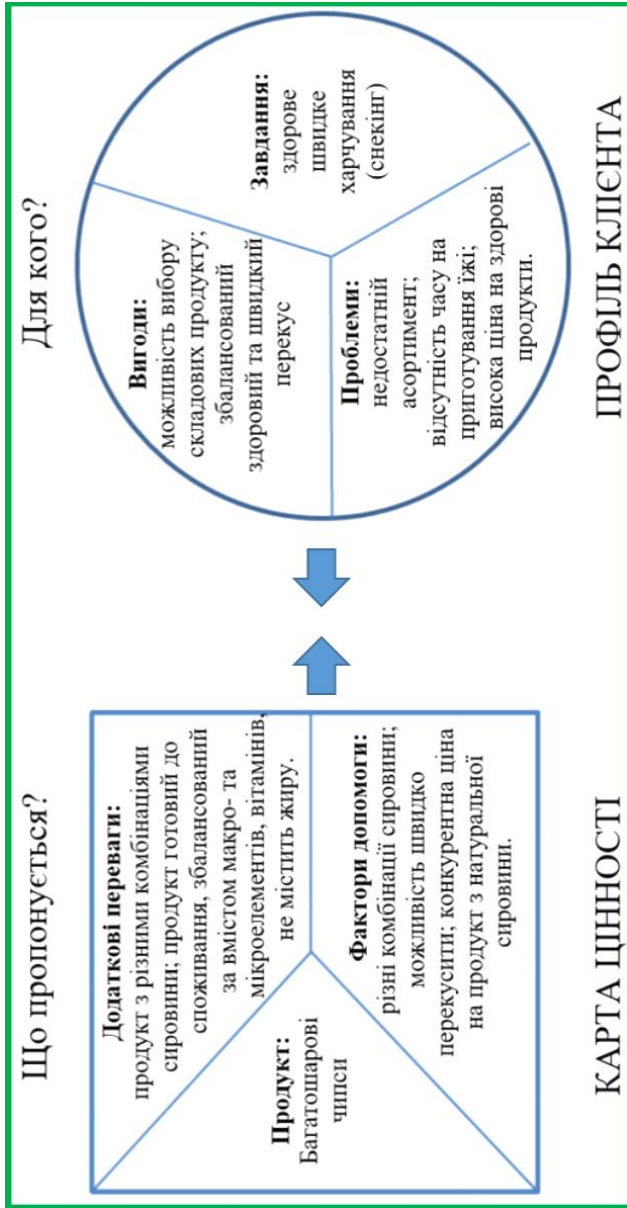 Що пропонується?
Додаткові переваги:
продукт з різними комбінаціями
сировини; продукт готовий до
споживання, збалансований
за вмістом макро- та
мікроелементів, вітамінів,
не містить жиру.
Продукт:
Багатошарові
чипси
Фактори допомоги:
різні комбінації сировини;
можливість швидко
перекусити; конкурентна ціна
на продукт з натуральної
сировини.
КАРТА ЦІННОСТІ
Для кого?
Вигоди:
можливість вибору
складових продукту;
збалансований
здоровий та швидкий
перекус
Завдання:
здорове
швидке
харчування
(снекінг)
Проблеми:
недостатній
асортимент;
відсутність часу на
приготування їжі;
висока ціна на здорові
продукти.
ПРОФІЛЬ КЛІЄНТА